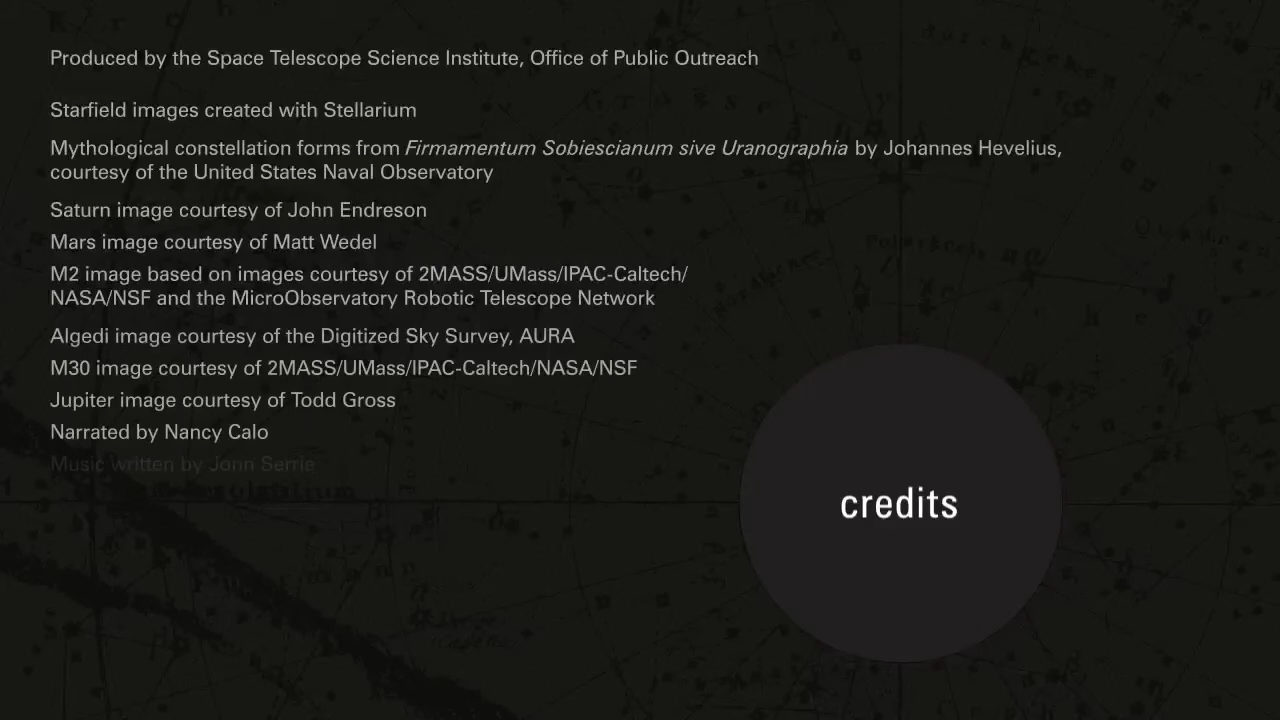 Produced by the Space Telescope Science Institute, Office of Public Outreach
Starfield images created with Stellarium
Mythological constellation forms from Firmamentum Sobiescianum sive Uranographia by Johannes Hevelius,
courtesy of the United States Naval Observatory
Saturn image courtesy of John Endreson
Mars image courtesy of Matt Wedel
M2 image based on images courtesy of 2MASS/UMass/IPAC-Caltech/
NASA/NSF and the MicroObservatory Robotic Telescope Network
Algedi image courtesy of the Digitized Sky Survey, AURA
M30 image courtesy of 2MASS/UMass/IPAC-Caltech/NASA/NSF
Jupiter image courtesy of Todd Gross
Narrated by Nancy Calo
Music written by Jonn Serrie
credits